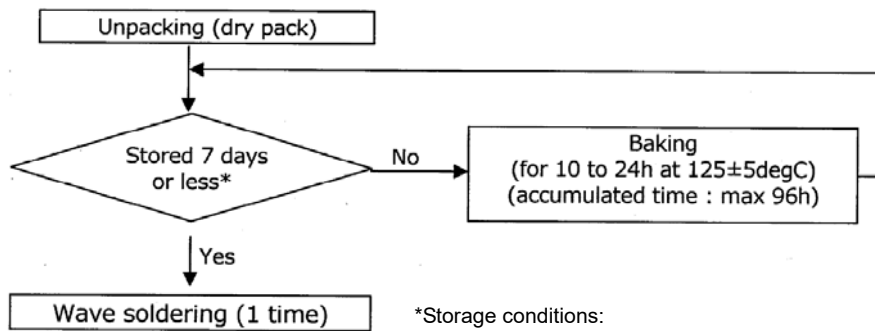 Unpacking (dry pack)
Stored 7 days
or less*
No
Baking
(for 10 to 24h at 125±5degC)
(accumulated time : max 96h)
Yes
Wave soldering (1 time)
*Storage conditions: